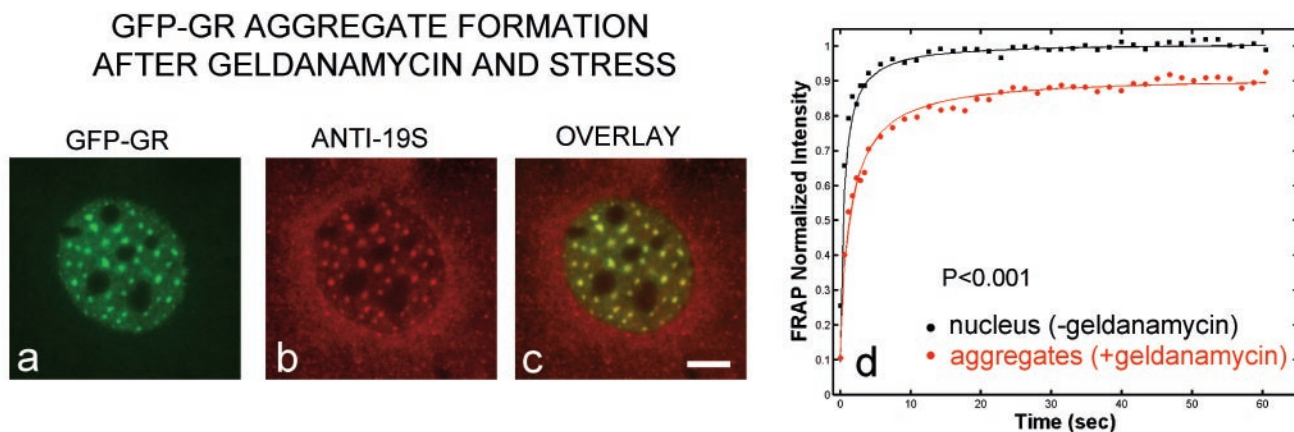 GFP-GR AGGREGATE FORMATION
AFTER GELDANAMYCIN AND STRESS
GFP-GR
ANTI-19S
OVERLAY
a
b
c
FRAP Normalized Intensity
1
0.9
0.8
0.7
0.6
0.5
0.4
0.3
0.2
0.1
P<0.001
nucleus (-geldanamycin)
aggregates (+geldanamycin)
d
0 10 20 30 40 50 60
Time (sec)